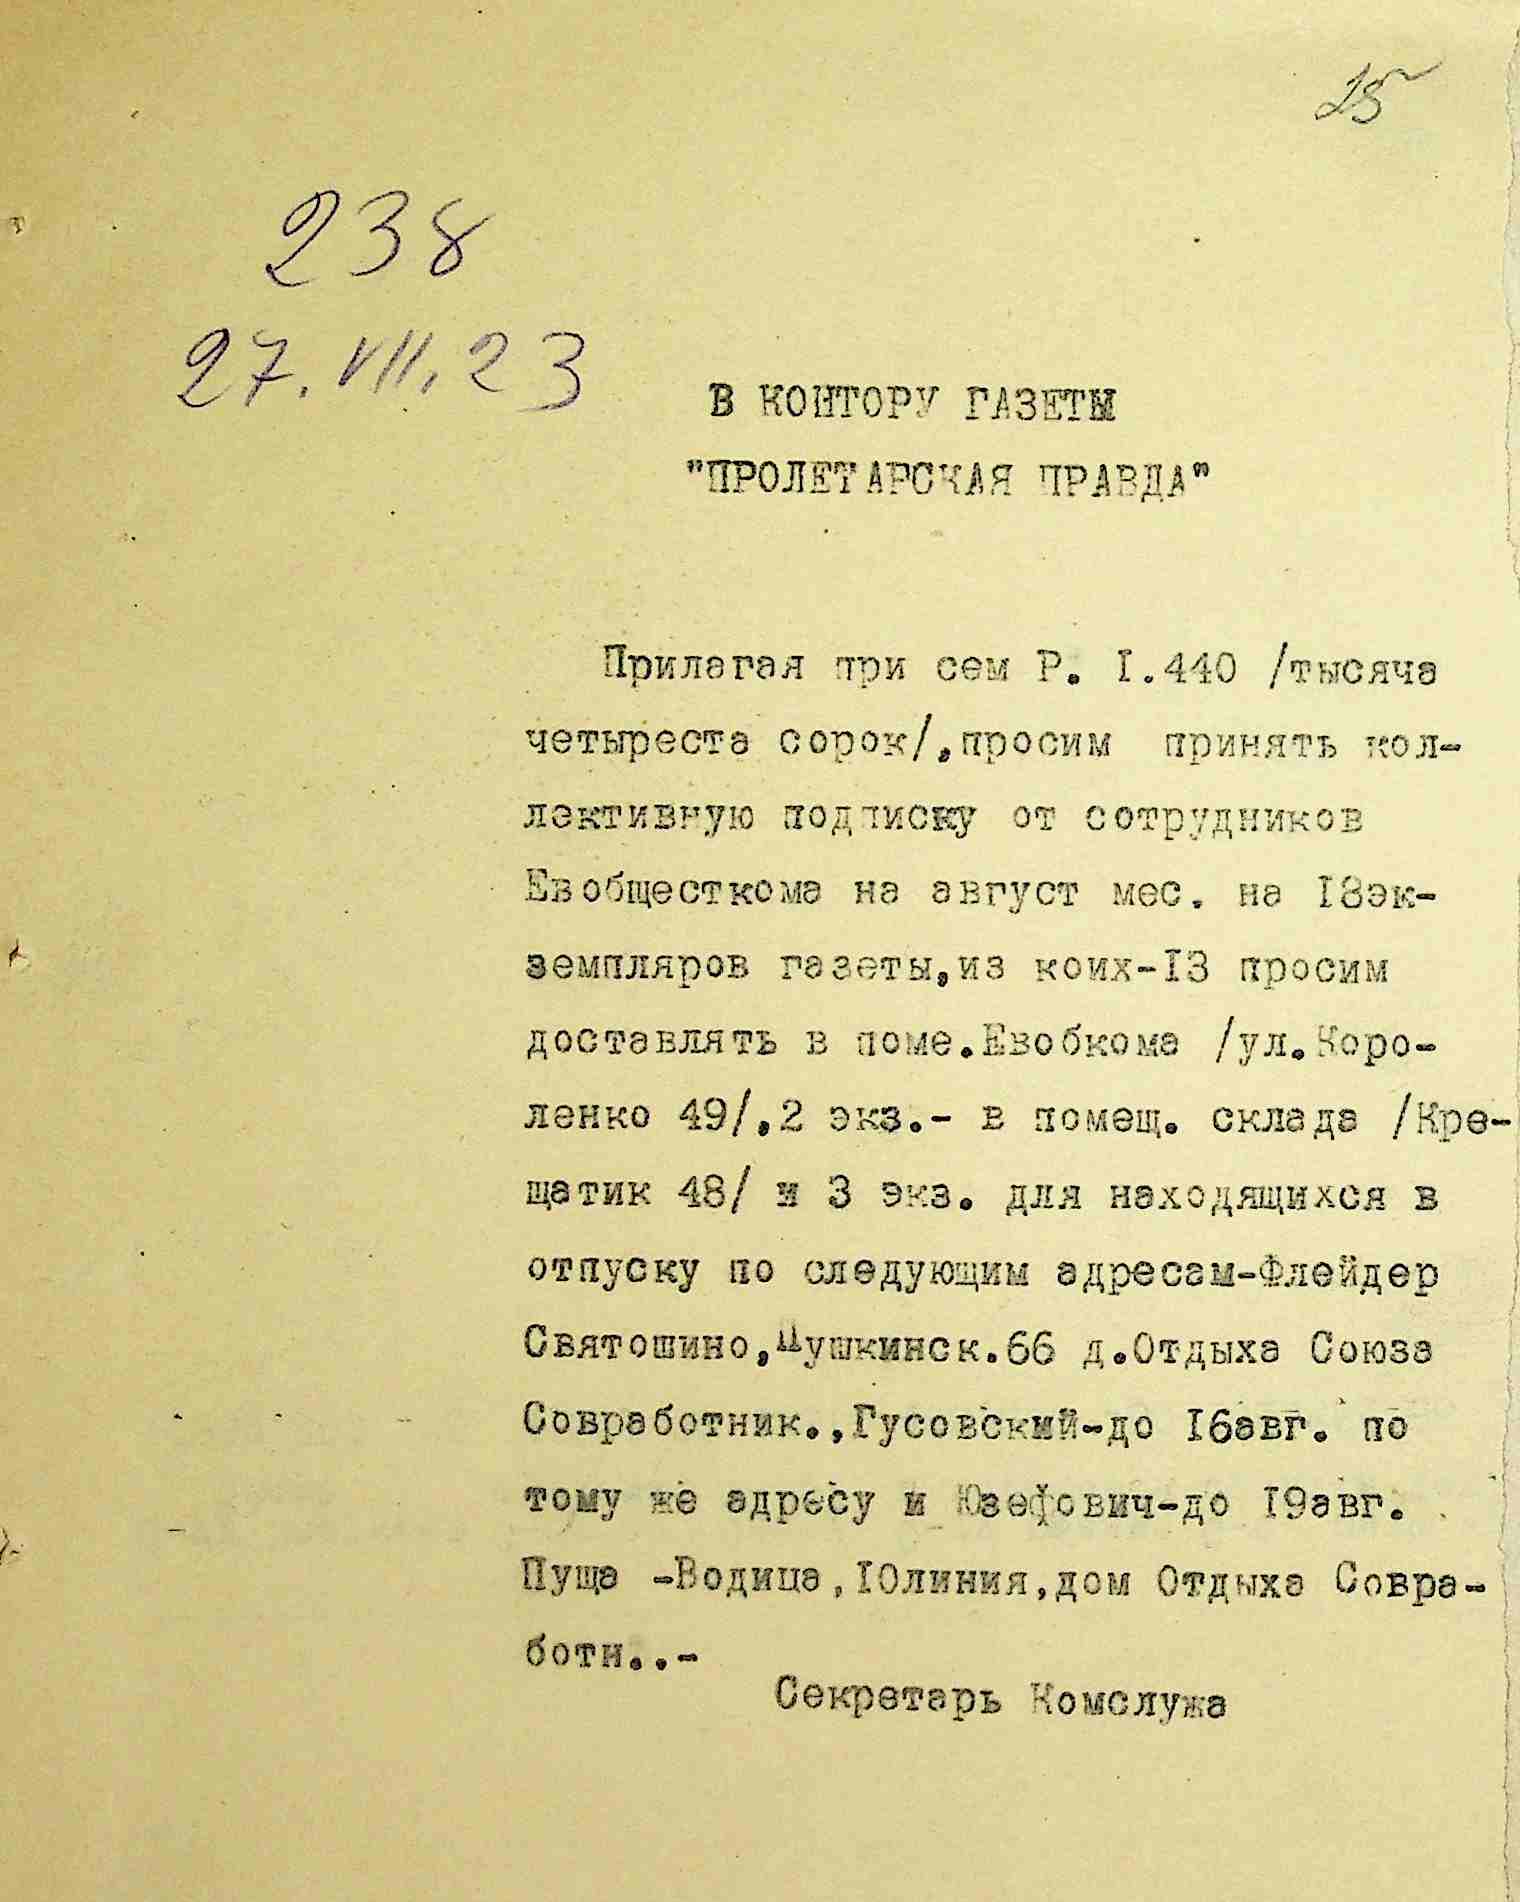 25
238
27.VII.23
В КОНТОРУ ГАЗЕТЫ
"ПРОЛЕТАРСКАЯ ПРАВДА"
Прилагая при сем Р. I.440 /тысяча
четыреста сорок/,просим принять кол-
лективную подписку от сотрудников
Евобщесткома на август мес. на I8эк-
земпляров газеты,из коих-I3 просим
доставлять в поме.Евобкома /ул.Коро-
ленко 49/,2 экз.- в помещ. склада /Кре-
щатик 48/ и 3 экз. для находящихся в
отпуску по следующим адресам-Флейдер
Святошино,Пушкинск.66 д.Отдыха Союза
Совработник.,Гусовский-до I6авг. по
тому же адресу и Юзефович-до I9авг.
Пуща -Водица,I0линия,дом Отдыха Совра-
ботн..-
Секретарь Комслужа